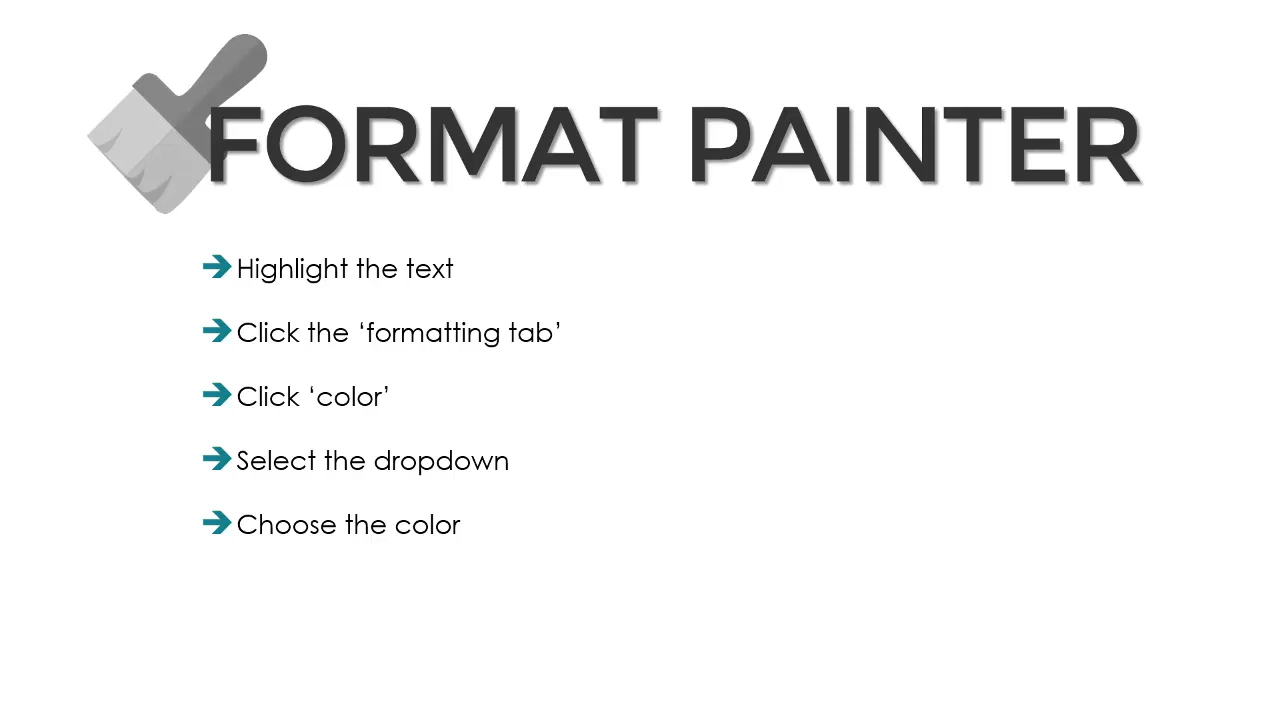 FORMAT PAINTER
Highlight the text
Click the ‘formatting tab’
Click ‘color’
Select the dropdown
Choose the color